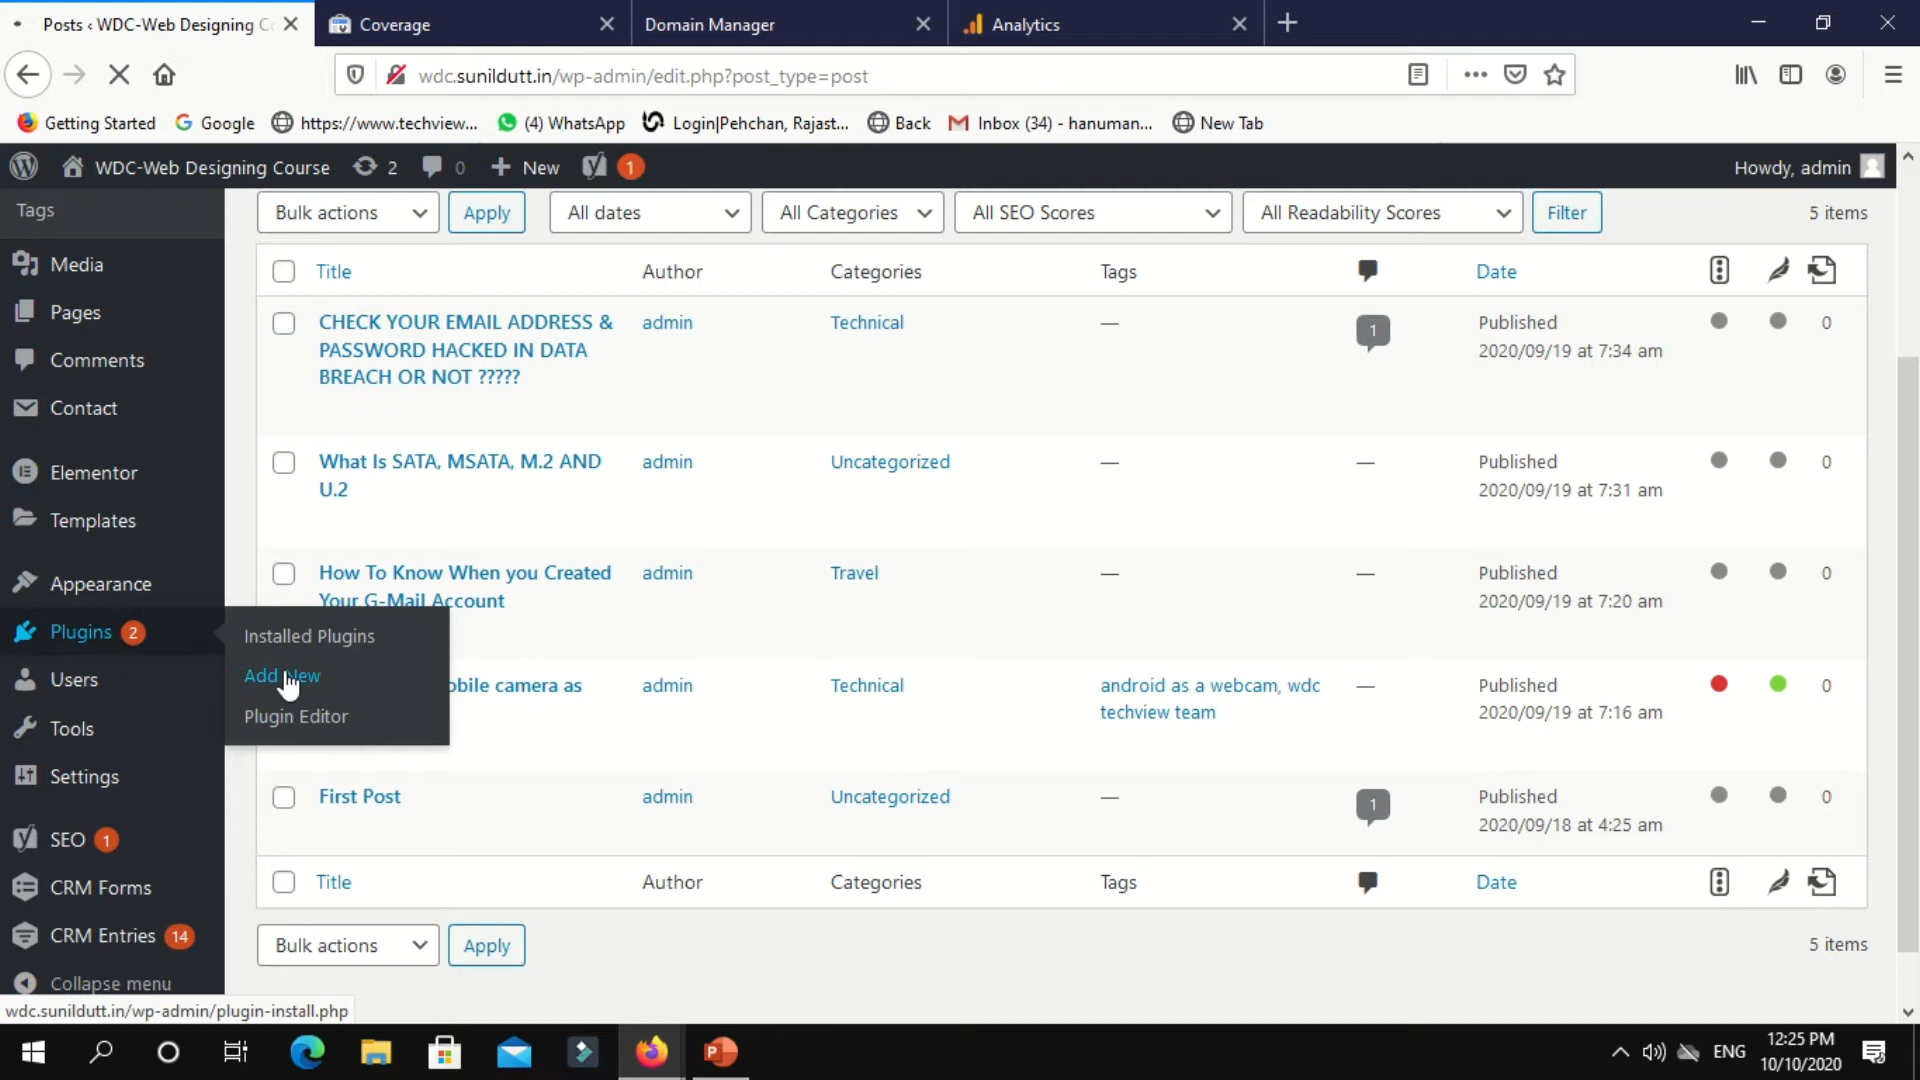 Posts ‹ WDC-Web Designing Co
Coverage
Domain Manager
Analytics
wdc.sunildutt.in/wp-admin/edit.php?post_type=post
Getting Started
Google
https://www.techview...
(4) WhatsApp
Login|Pehchan, Rajast...
Back
Inbox (34) - hanuman...
New Tab
WDC-Web Designing Course
2
0
New
1
Howdy, admin
Tags
Media
Pages
Comments
Contact
Elementor
Templates
Appearance
Plugins 2
Users
Tools
Settings
SEO 1
CRM Forms
CRM Entries 14
Collapse menu
Installed Plugins
Add New
Plugin Editor
Bulk actions
Apply
All dates
All Categories
All SEO Scores
All Readability Scores
Filter
5 items
Title Author Categories Tags Date
CHECK YOUR EMAIL ADDRESS &
PASSWORD HACKED IN DATA
BREACH OR NOT ?????
admin
Technical
—
1
Published
2020/09/19 at 7:34 am
0
What Is SATA, MSATA, M.2 AND
U.2
admin
Uncategorized
—
—
Published
2020/09/19 at 7:31 am
0
How To Know When you Created
Your G-Mail Account
admin
Travel
—
—
Published
2020/09/19 at 7:20 am
0
obile camera as
admin
Technical
android as a webcam, wdc
techview team
—
Published
2020/09/19 at 7:16 am
0
First Post
admin
Uncategorized
—
1
Published
2020/09/18 at 4:25 am
0
Title Author Categories Tags Date
Bulk actions
Apply
5 items
wdc.sunildutt.in/wp-admin/plugin-install.php
ENG
12:25 PM
10/10/2020